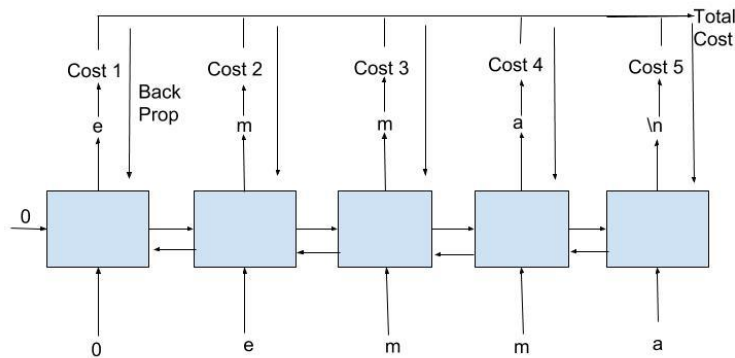 Total
Cost
Cost 1
Cost 2
Cost 3
Cost 4
Cost 5
Back
Prop
e
m
m
a
\n
0
0
e
m
m
a